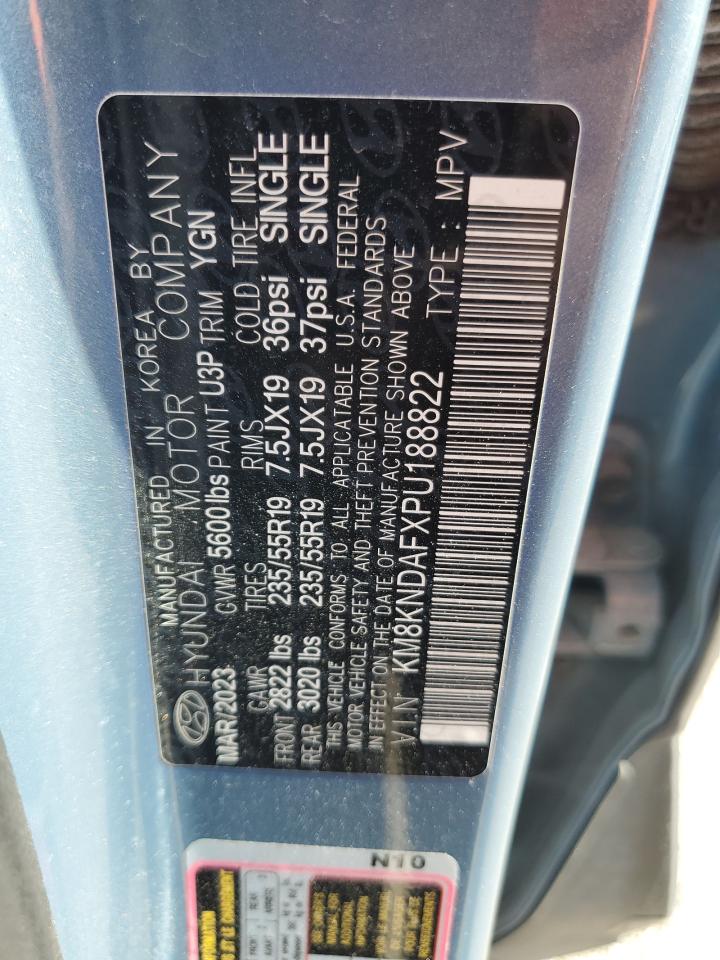 MANUFACTURED IN KOREA BY
HYUNDAI MOTOR COMPANY
MAR/2023 GVWR 5600lbs PAINT U3P TRIM YGN
GAWR TIRES RIMS COLD TIRE INFL
FRONT 2822 lbs 235/55R19 7.5JX19 36psi SINGLE
REAR 3020 lbs 235/55R19 7.5JX19 37psi SINGLE
THIS VEHICLE CONFORMS TO ALL APPLICATABLE U.S.A. FEDERAL
MOTOR VEHICLE SAFETY AND THEFT PREVENTION STANDARDS
IN EFFECT ON THE DATE OF MANUFACTURE SHOWN ABOVE
VIN KM8KNDAFXPU188822 TYPE : MPV
N10